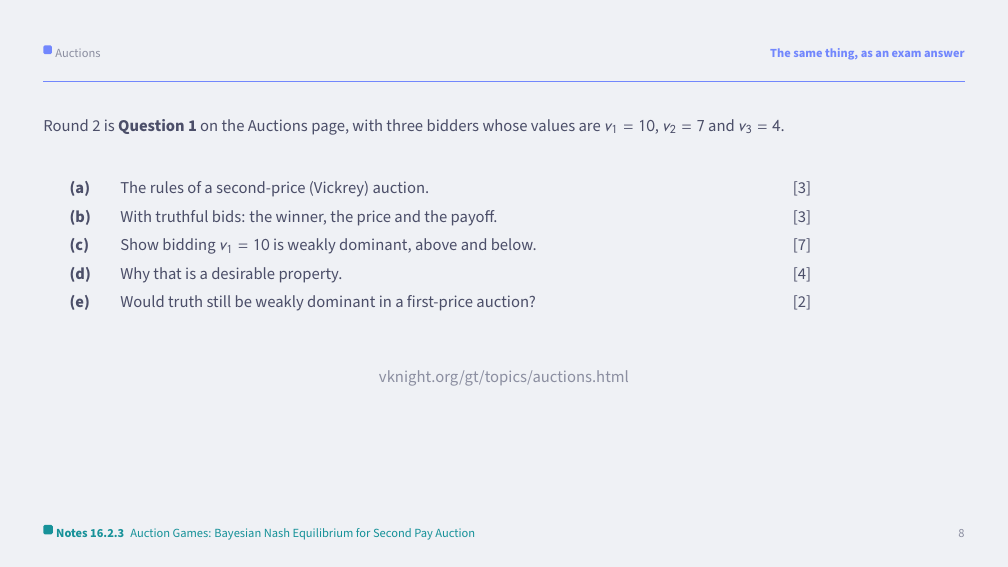 Auctions
The same thing, as an exam answer
Round 2 is Question 1 on the Auctions page, with three bidders whose values are v₁ = 10, v₂ = 7 and v₃ = 4.
(a) The rules of a second-price (Vickrey) auction. [3]
(b) With truthful bids: the winner, the price and the payoff. [3]
(c) Show bidding v₁ = 10 is weakly dominant, above and below. [7]
(d) Why that is a desirable property. [4]
(e) Would truth still be weakly dominant in a first-price auction? [2]
vknight.org/gt/topics/auctions.html
Notes 16.2.3 Auction Games: Bayesian Nash Equilibrium for Second Pay Auction
8